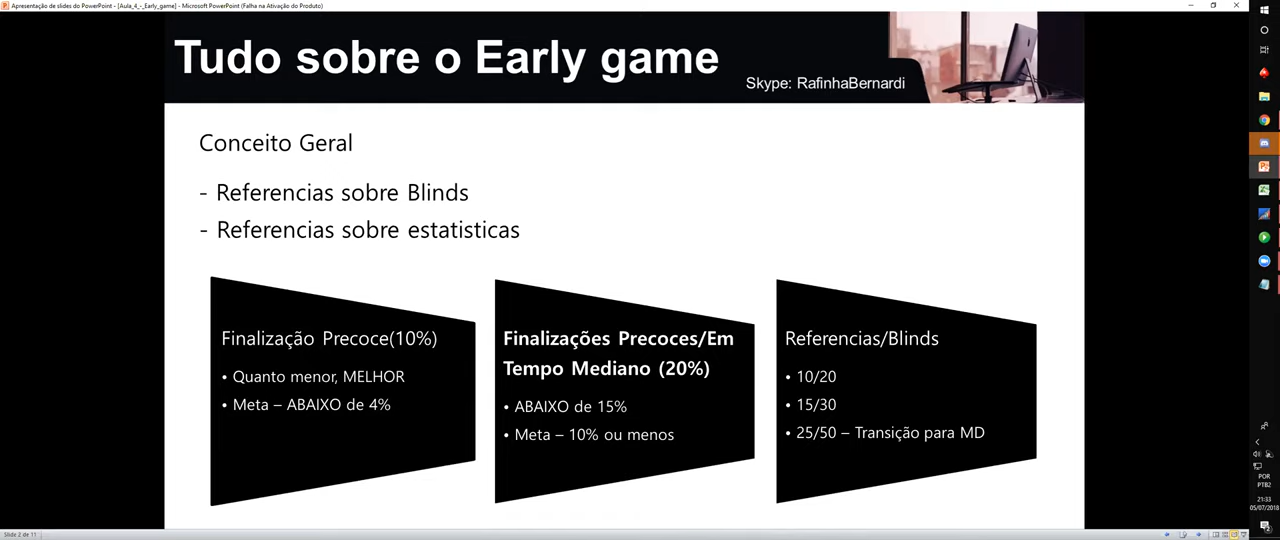 Apresentação de slides do PowerPoint - [Aula_4_-_Early_game] - Microsoft PowerPoint (Falha na Ativação do Produto)
Tudo sobre o Early game
Skype: RafinhaBernardi
Conceito Geral
- Referencias sobre Blinds
- Referencias sobre estatisticas
Finalização Precoce(10%)
• Quanto menor, MELHOR
• Meta – ABAIXO de 4%
Finalizações Precoces/Em
Tempo Mediano (20%)
• ABAIXO de 15%
• Meta – 10% ou menos
Referencias/Blinds
• 10/20
• 15/30
• 25/50 – Transição para MD
POR
PTB2
21:33
05/07/2018
Slide 2 de 11